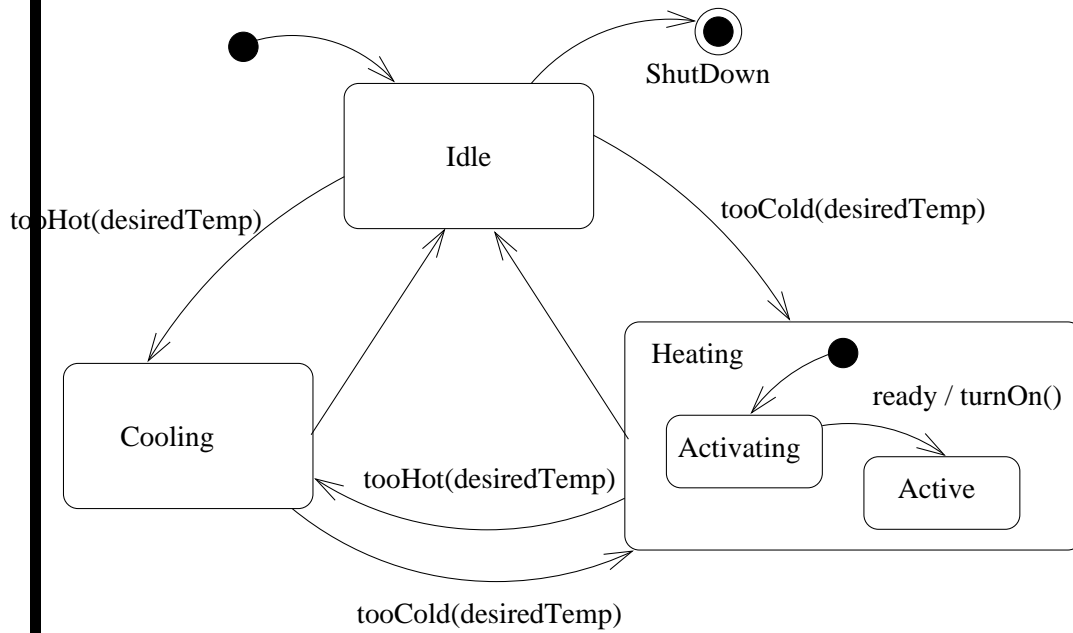 ShutDown
Idle
tooHot(desiredTemp)
tooCold(desiredTemp)
Heating
ready / turnOn()
Cooling
Activating
tooHot(desiredTemp)
Active
tooCold(desiredTemp)